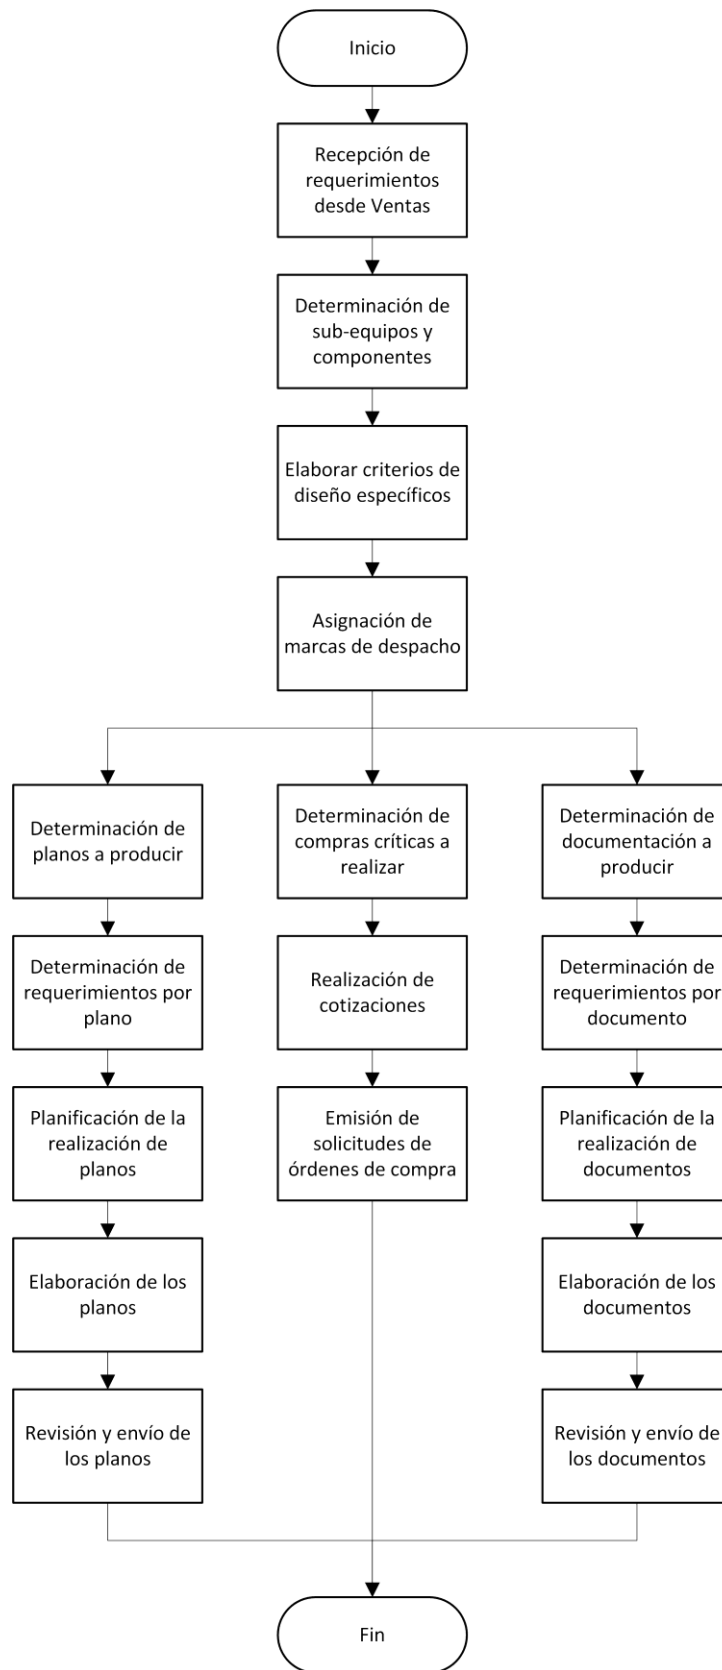 Inicio
Recepción de
requerimientos
desde Ventas
Determinación de
sub-equipos y
componentes
Elaborar criterios de
diseño específicos
Asignación de
marcas de despacho
Determinación de
planos a producir
Determinación de
compras críticas a
realizar
Determinación de
documentación a
producir
Determinación de
requerimientos por
plano
Realización de
cotizaciones
Determinación de
requerimientos por
documento
Planificación de la
realización de
planos
Emisión de
solicitudes de
órdenes de compra
Planificación de la
realización de
documentos
Elaboración de los
planos
Elaboración de los
documentos
Revisión y envío de
los planos
Revisión y envío de
los documentos
Fin